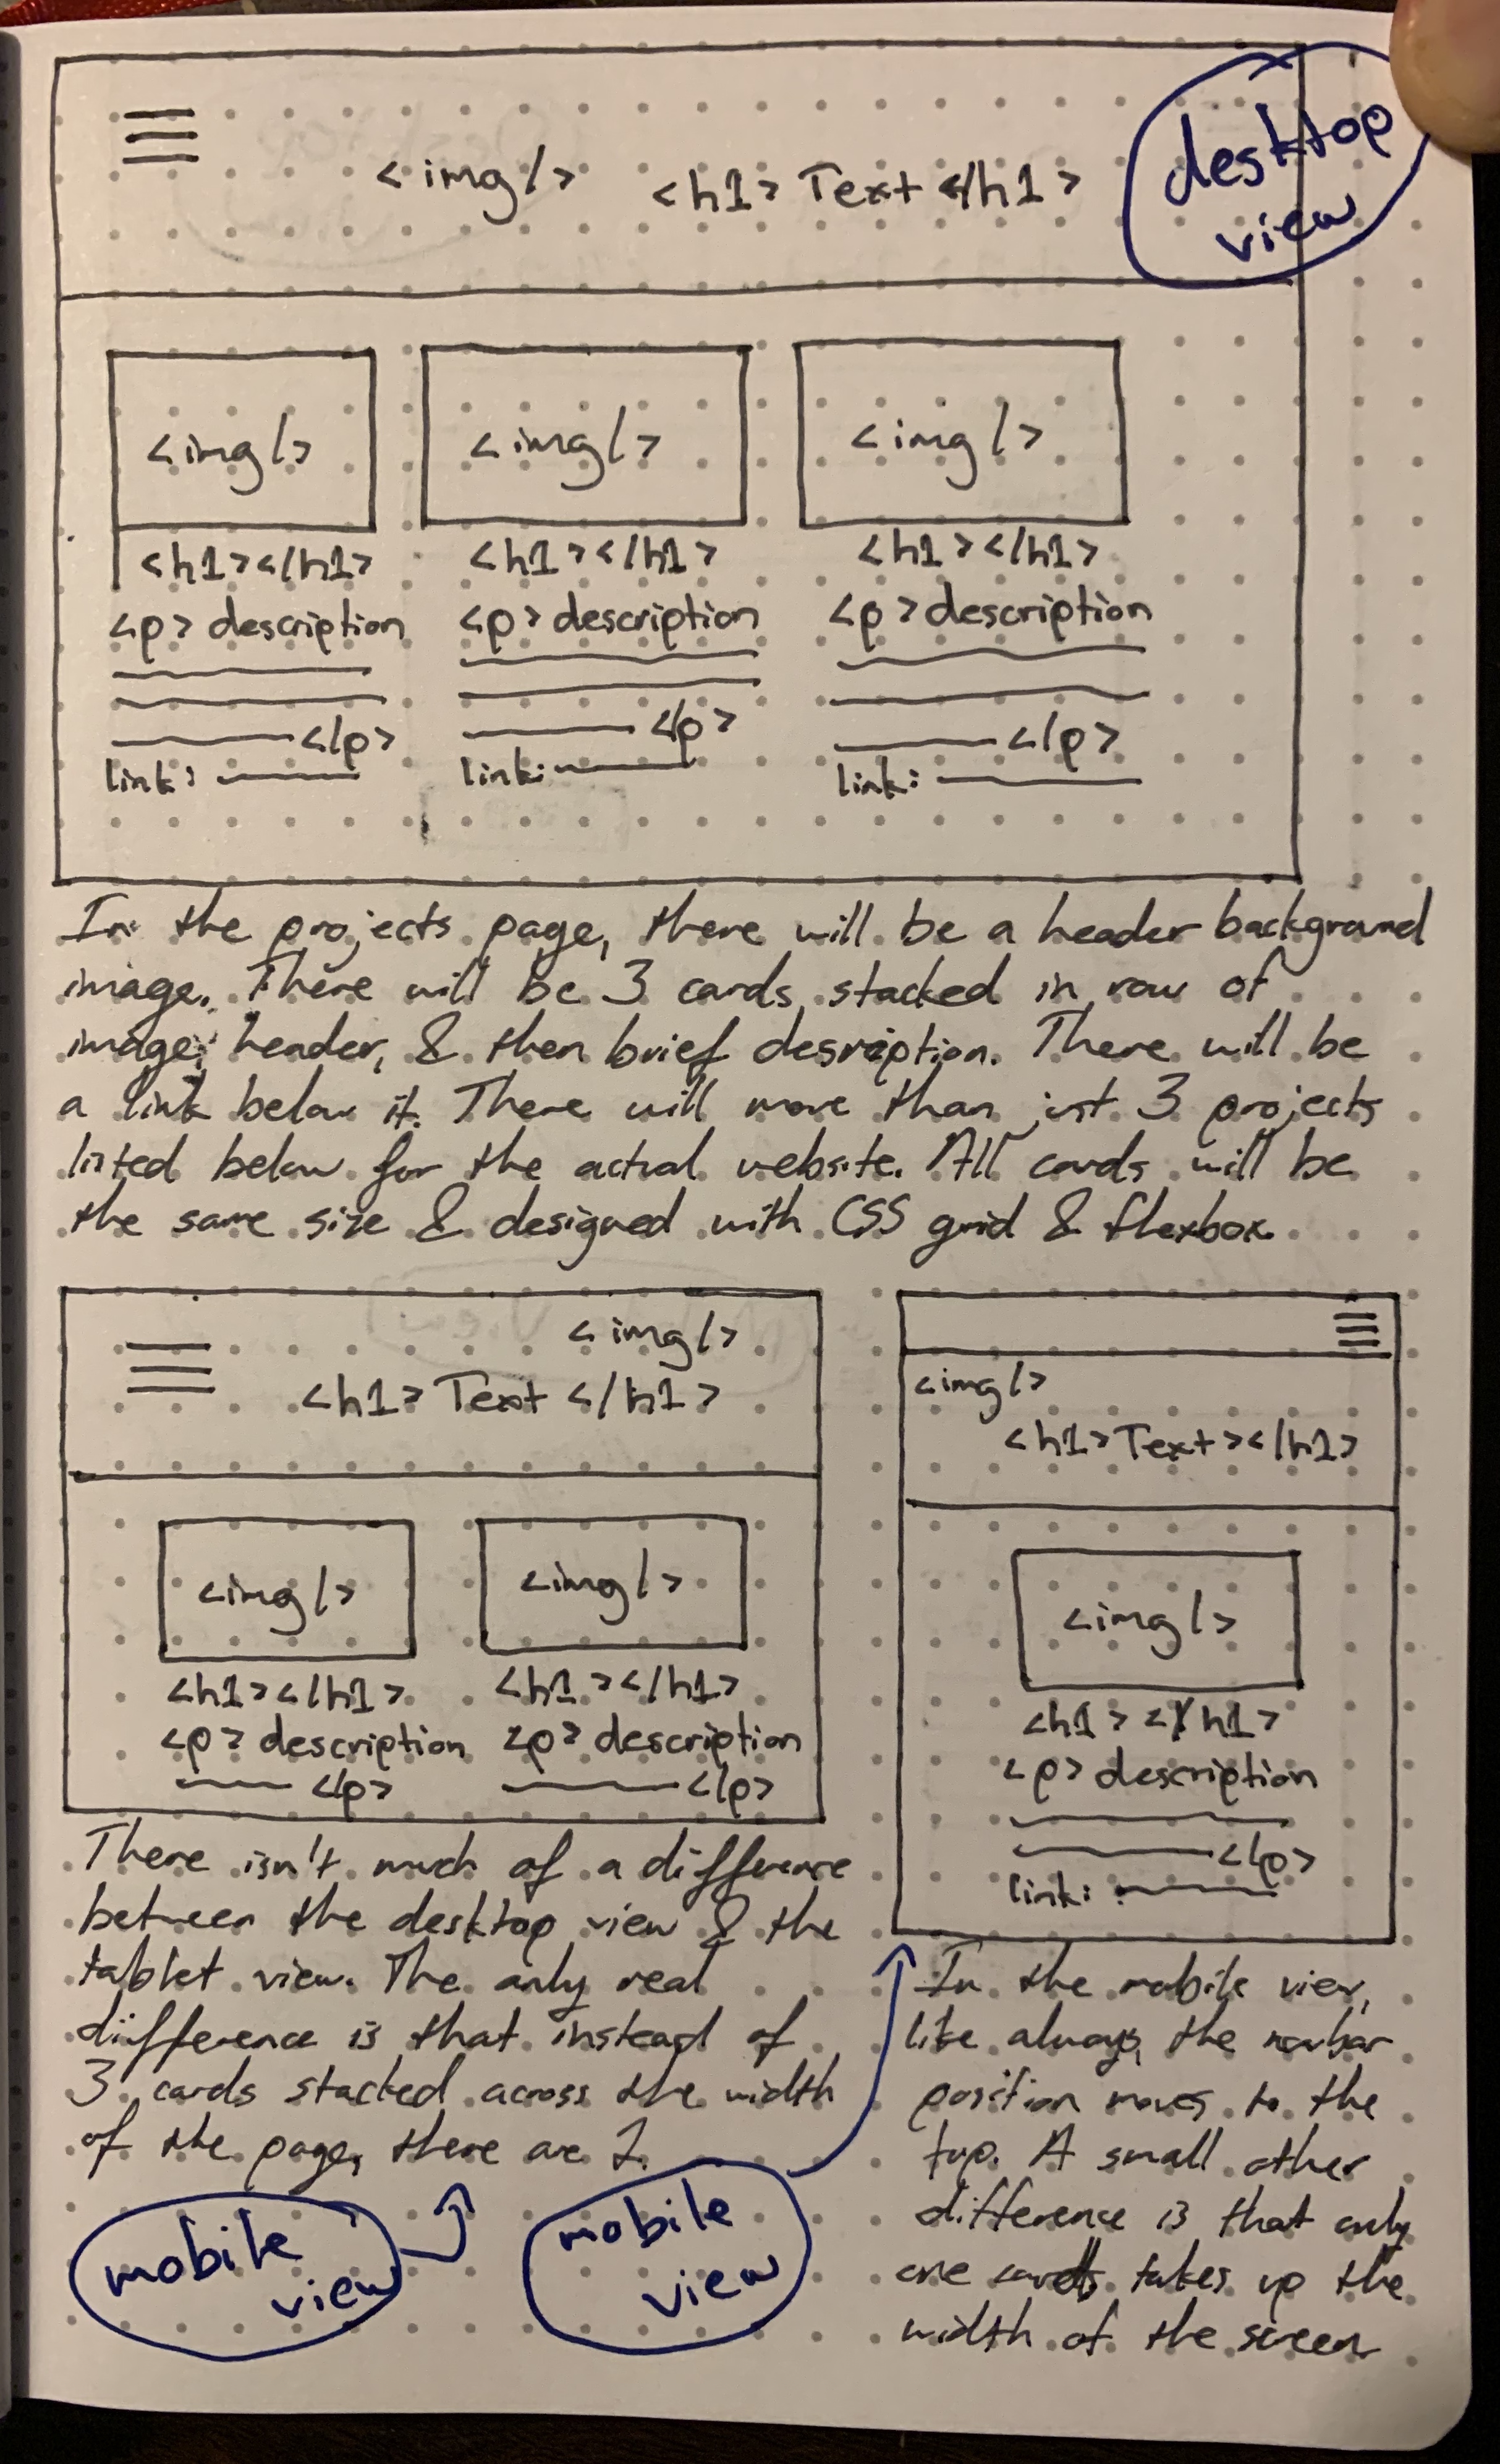 desktop
view
<img/> <h1> Text </h1>
<img/> <img/> <img/>
<h1></h1> <h1></h1> <h1></h1>
<p> description <p> description <p> description
</p> </p> </p>
link: link: link:
In the projects page, there will be a header background
image. There will be 3 cards stacked in row of
image, header, & then brief desription. There will be
a link below it. There will more than just 3 projects
listed below for the actual website. All cards will be
the same size & designed with CSS grid & flexbox.
<img/>
<h1> Text </h1>
<img/> <img/>
<h1></h1> <h1></h1>
<p> description <p> description
</p> </p>
There isn't much of a difference
between the desktop view & the
tablet view. The only real
difference is that instead of
3 cards stacked across the width
of the page, there are 2.
mobile
view
<img/>
<h1>Text></h1>
<img/>
<h1></h1>
<p> description
</p>
link:
In the mobile view,
like always, the navbar
position moves to the
top. A small other
difference is that only
one cards takes up the
width of the screen
mobile
view